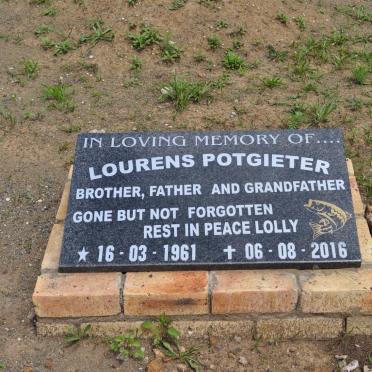 IN LOVING MEMORY OF....
LOURENS POTGIETER
BROTHER, FATHER AND GRANDFATHER
GONE BUT NOT FORGOTTEN
REST IN PEACE LOLLY
★ 16 - 03 - 1961 ✝ 06 - 08 - 2016